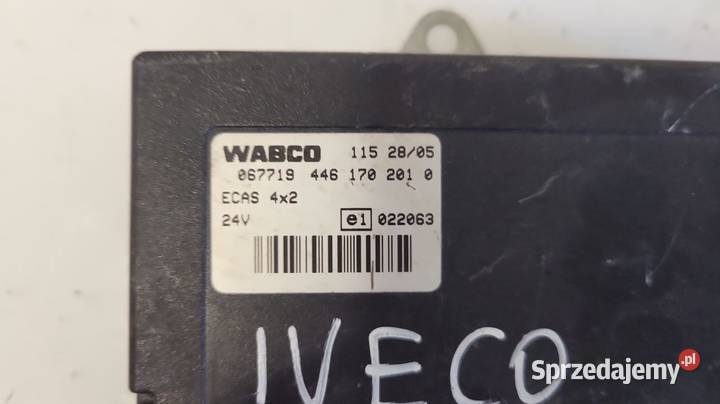 WABCO 115 28/05
067719 446 170 201 0
ECAS 4x2
24V e1 022063
IVECO
Sprzedajemy.pl